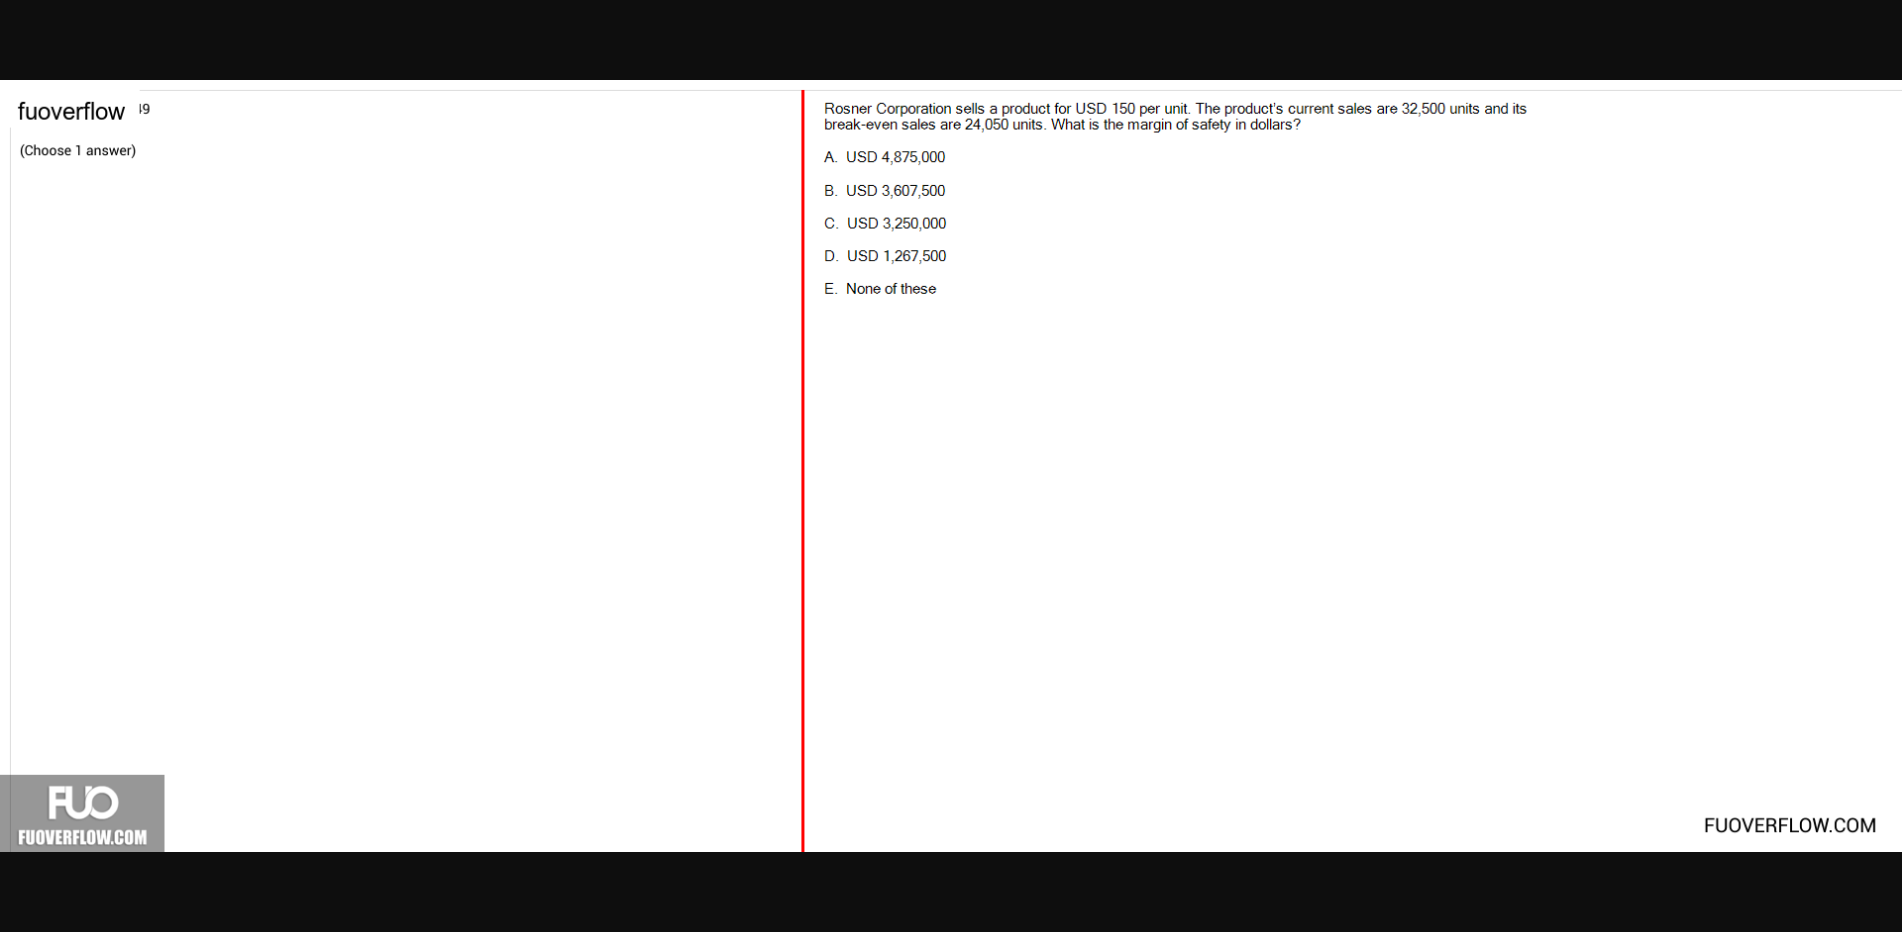 fuoverflow
(Choose 1 answer)
Rosner Corporation sells a product for USD 150 per unit. The product's current sales are 32,500 units and its
break-even sales are 24,050 units. What is the margin of safety in dollars?
A. USD 4,875,000
B. USD 3,607,500
C. USD 3,250,000
D. USD 1,267,500
E. None of these
FUO
FUOVERFLOW.COM
FUOVERFLOW.COM